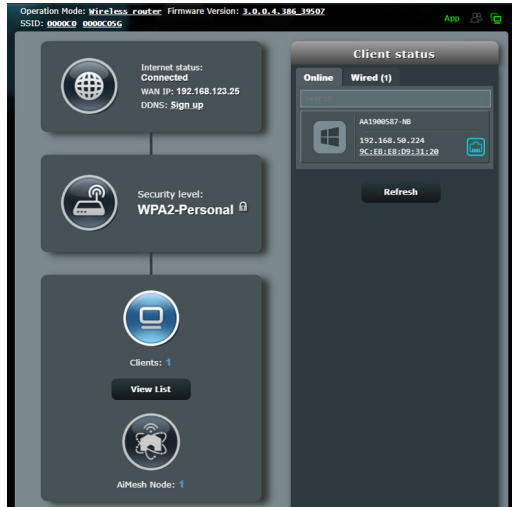 Operation Mode: Wireless router Firmware Version: 3.0.0.4.386_39507
SSID: 0000C0 0000C05G
App
Internet status:
Connected
WAN IP: 192.168.123.25
DDNS: Sign up
Security level:
WPA2-Personal
Clients: 1
View List
AiMesh Node: 1
Client status
Online Wired (1)
Search
AA1900587-NB
192.168.50.224
9C:EB:E8:D9:31:20
Refresh